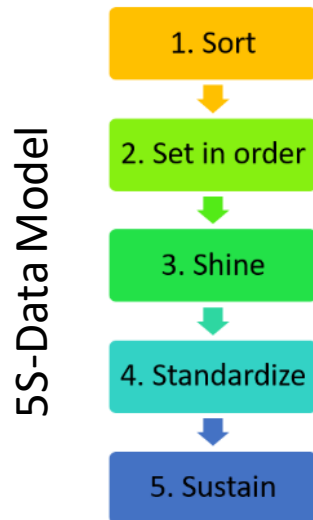 5S-Data Model
1. Sort
2. Set in order
3. Shine
4. Standardize
5. Sustain